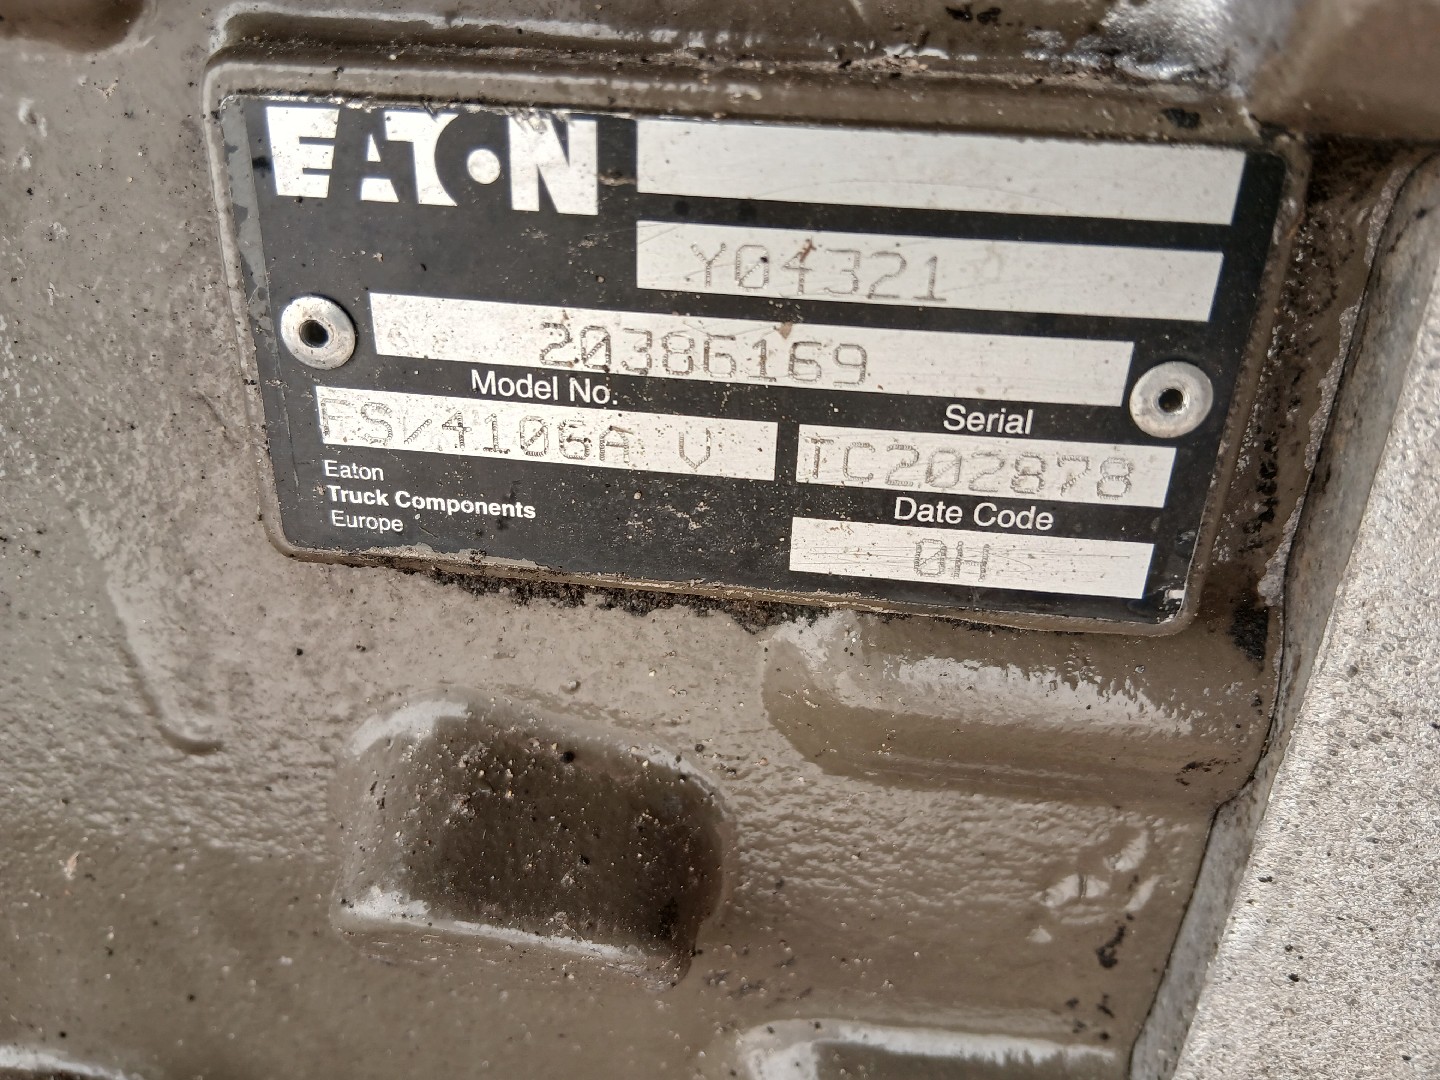 EATON
Y04321
20386169
Model No.
Serial
FS/4106A V
TC202878
Eaton
Truck Components
Europe
Date Code
0H